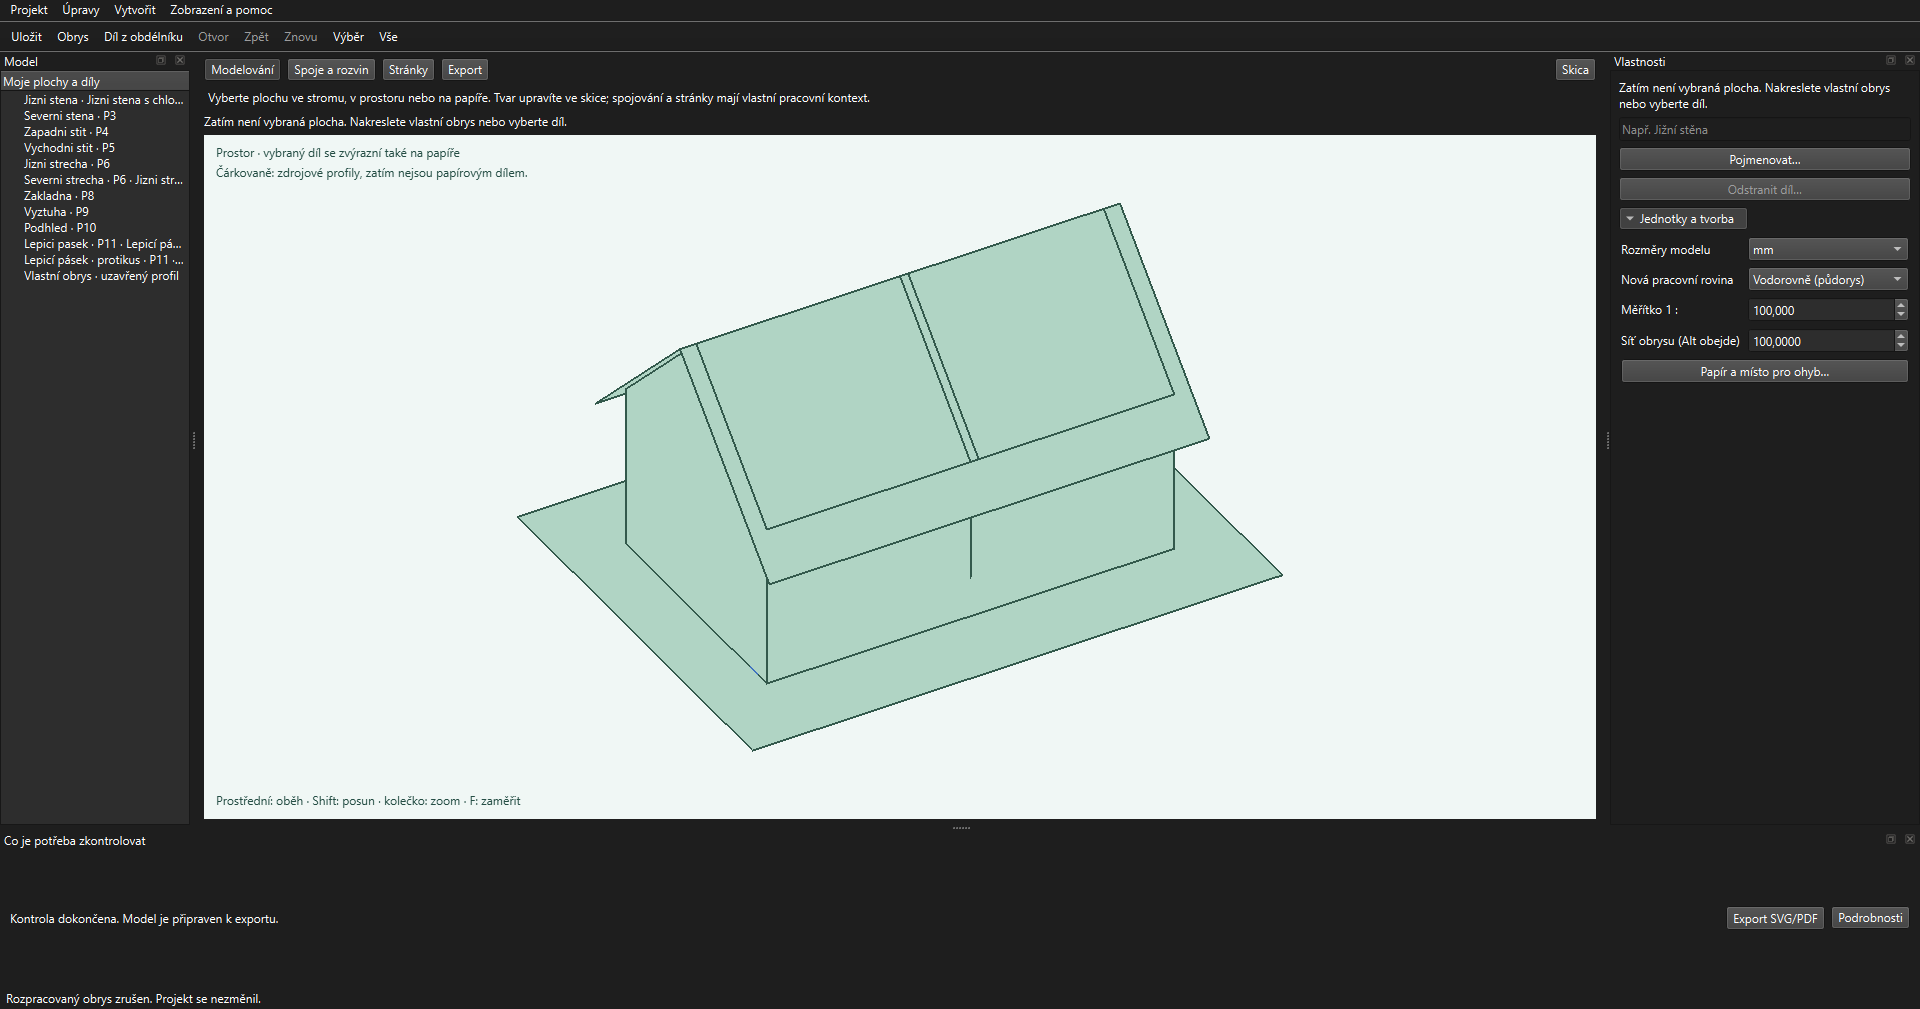 Projekt Úpravy Vytvořit Zobrazení a pomoc
Uložit Obrys Díl z obdélníku Otvor Zpět Znovu Výběr Vše
Model
Moje plochy a díly
Jizni stena · Jizni stena s chlo...
Severni stena · P3
Zapadni stit · P4
Vychodni stit · P5
Jizni strecha · P6
Severni strecha · P6 · Jizni str...
Zakladna · P8
Vyztuha · P9
Podhled · P10
Lepici pasek · P11 · Lepicí pá...
Lepicí pásek · protikus · P11 ·...
Vlastní obrys · uzavřený profil
Modelování Spoje a rozvin Stránky Export Skica
Vyberte plochu ve stromu, v prostoru nebo na papíře. Tvar upravíte ve skice; spojování a stránky mají vlastní pracovní kontext.
Zatím není vybraná plocha. Nakreslete vlastní obrys nebo vyberte díl.
Prostor · vybraný díl se zvýrazní také na papíře
Čárkovaně: zdrojové profily, zatím nejsou papírovým dílem.
Prostřední: oběh · Shift: posun · kolečko: zoom · F: zaměřit
Vlastnosti
Zatím není vybraná plocha. Nakreslete vlastní obrys
nebo vyberte díl.
Např. Jižní stěna
Pojmenovat...
Odstranit díl...
Jednotky a tvorba
Rozměry modelu mm
Nová pracovní rovina Vodorovně (půdorys)
Měřítko 1 : 100,000
Síť obrysu (Alt obejde) 100,0000
Papír a místo pro ohyb...
Co je potřeba zkontrolovat
Kontrola dokončena. Model je připraven k exportu.
Export SVG/PDF Podrobnosti
Rozpracovaný obrys zrušen. Projekt se nezměnil.